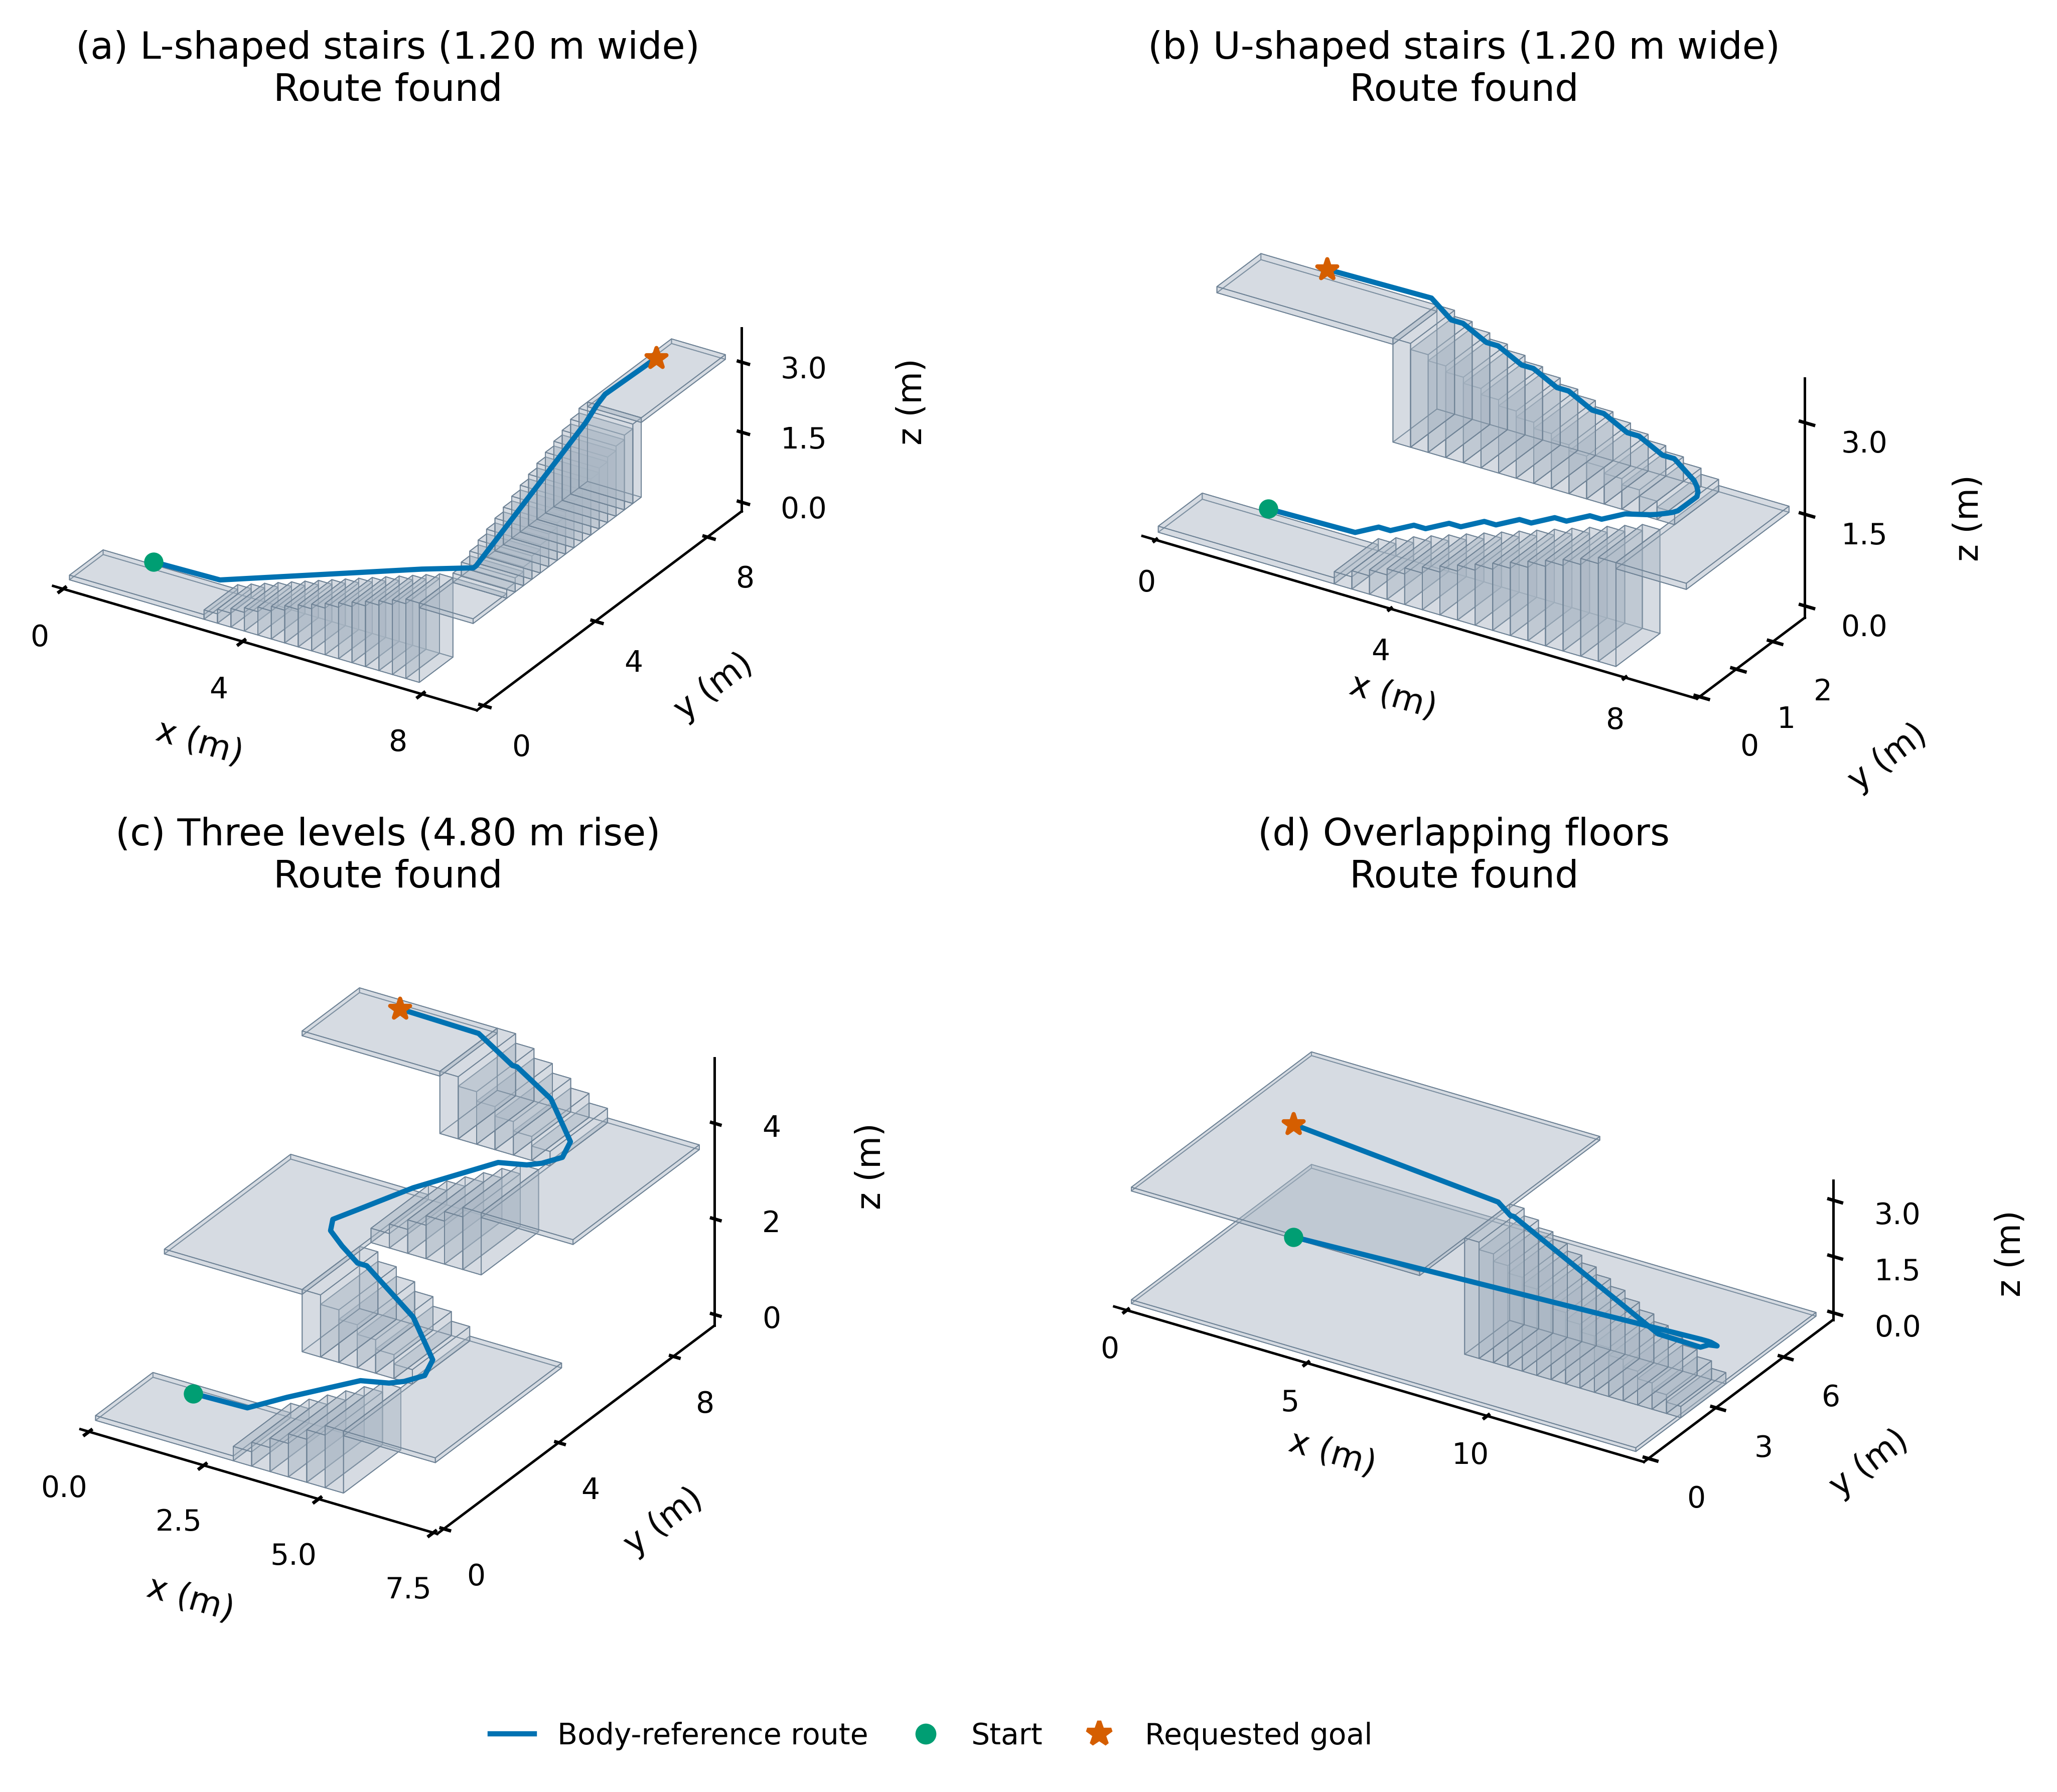 (a) L-shaped stairs (1.20 m wide)
Route found
3.0
1.5
0.0
z (m)
0
4
8
x (m)
0
4
8
y (m)
(b) U-shaped stairs (1.20 m wide)
Route found
3.0
1.5
0.0
z (m)
0
4
8
x (m)
0
1
2
y (m)
(c) Three levels (4.80 m rise)
Route found
4
2
0
z (m)
0.0
2.5
5.0
7.5
x (m)
0
4
8
y (m)
(d) Overlapping floors
Route found
3.0
1.5
0.0
z (m)
0
5
10
x (m)
0
3
6
y (m)
Body-reference route
Start
Requested goal